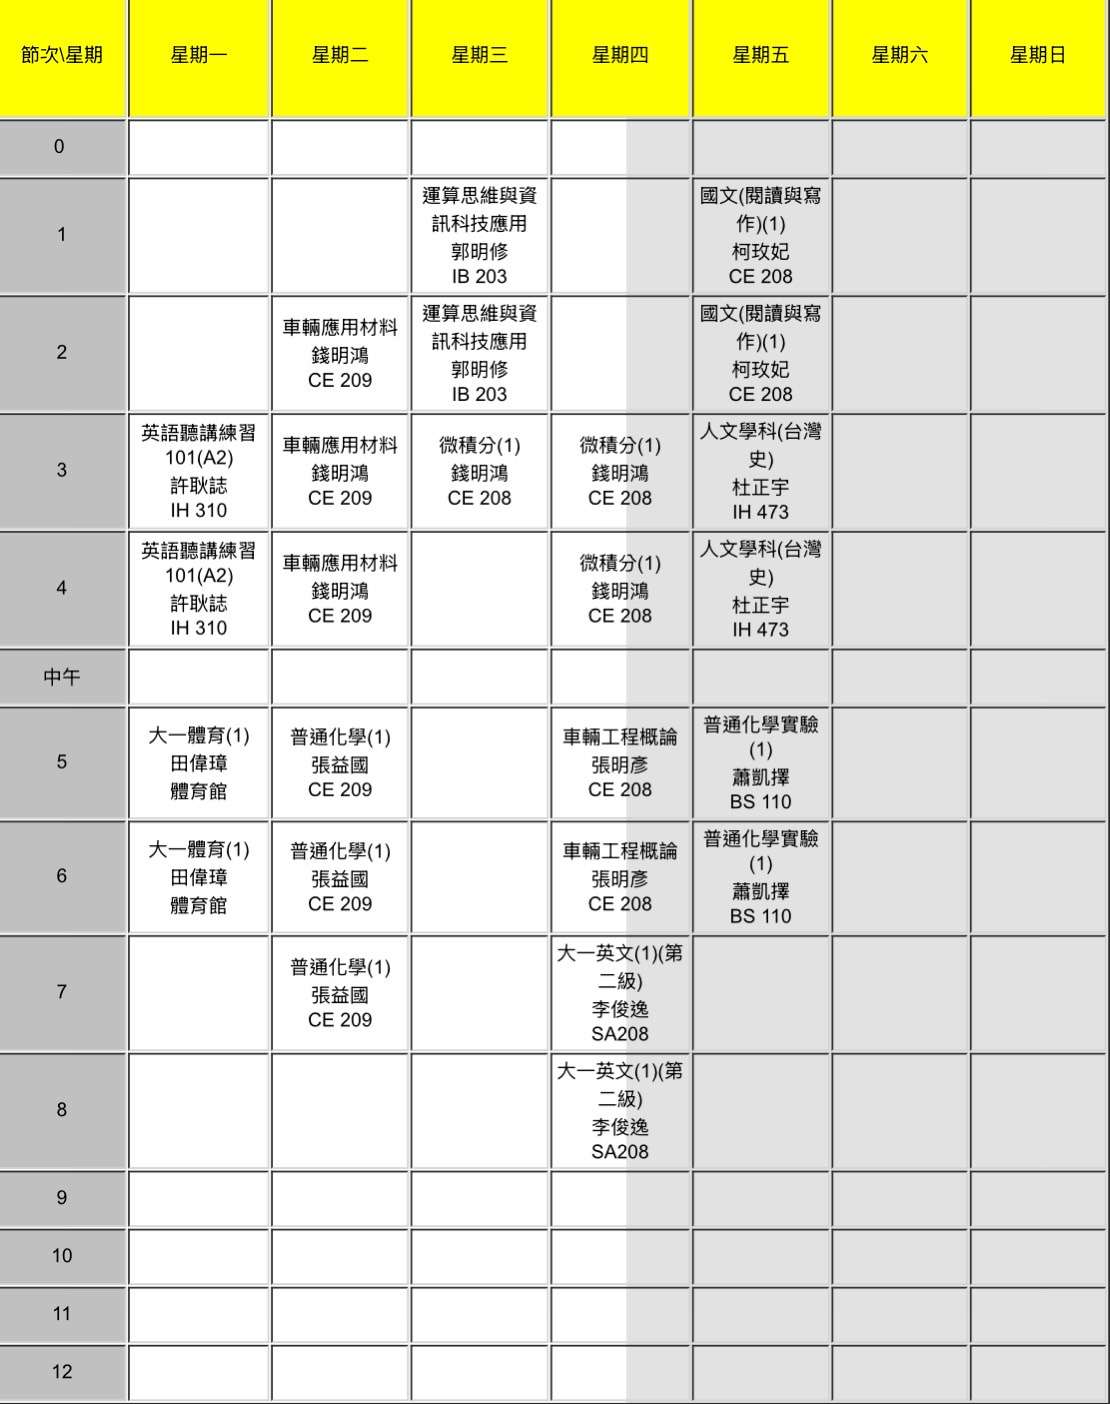 節次\星期 星期一 星期二 星期三 星期四 星期五 星期六 星期日
0
1
運算思維與資
訊科技應用
郭明修
IB 203
國文(閱讀與寫
作)(1)
柯玫妃
CE 208
2
車輛應用材料
錢明鴻
CE 209
運算思維與資
訊科技應用
郭明修
IB 203
國文(閱讀與寫
作)(1)
柯玫妃
CE 208
3
英語聽講練習
101(A2)
許耿誌
IH 310
車輛應用材料
錢明鴻
CE 209
微積分(1)
錢明鴻
CE 208
微積分(1)
錢明鴻
CE 208
人文學科(台灣
史)
杜正宇
IH 473
4
英語聽講練習
101(A2)
許耿誌
IH 310
車輛應用材料
錢明鴻
CE 209
微積分(1)
錢明鴻
CE 208
人文學科(台灣
史)
杜正宇
IH 473
中午
5
大一體育(1)
田偉璋
體育館
普通化學(1)
張益國
CE 209
車輛工程概論
張明彥
CE 208
普通化學實驗
(1)
蕭凱擇
BS 110
6
大一體育(1)
田偉璋
體育館
普通化學(1)
張益國
CE 209
車輛工程概論
張明彥
CE 208
普通化學實驗
(1)
蕭凱擇
BS 110
7
普通化學(1)
張益國
CE 209
大一英文(1)(第
二級)
李俊逸
SA208
8
大一英文(1)(第
二級)
李俊逸
SA208
9
10
11
12